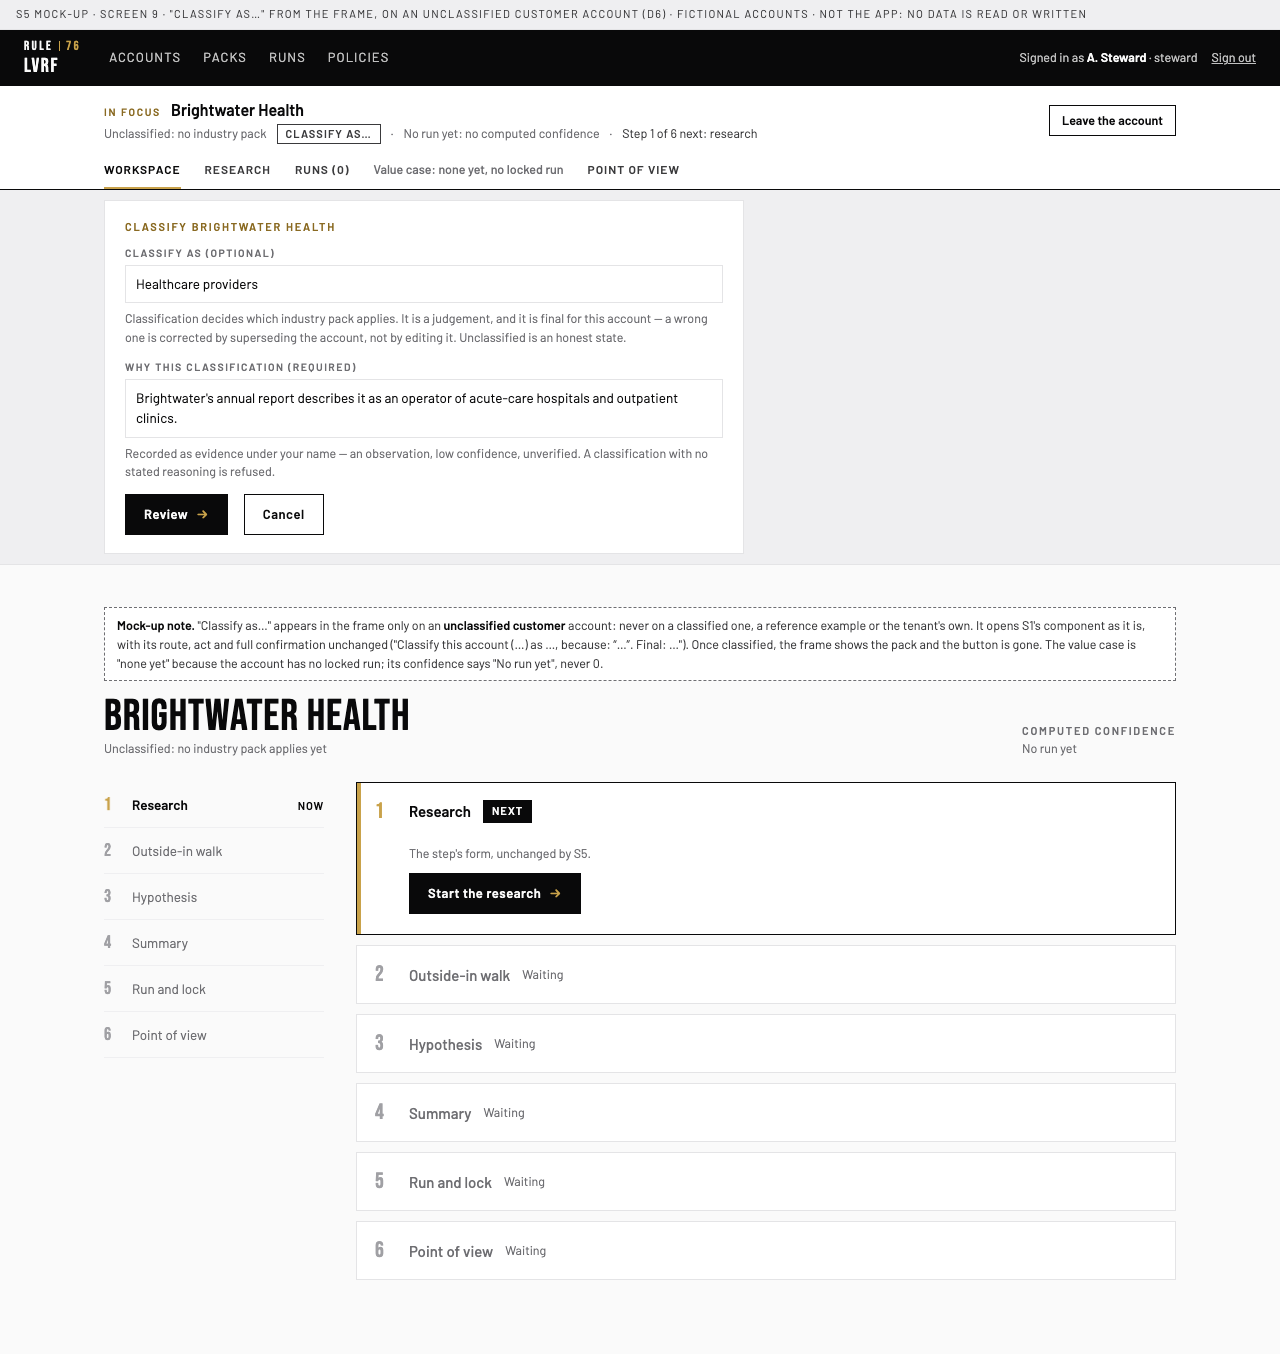 S5 MOCK-UP · SCREEN 9 · "CLASSIFY AS…" FROM THE FRAME, ON AN UNCLASSIFIED CUSTOMER ACCOUNT (D6) · FICTIONAL ACCOUNTS · NOT THE APP: NO DATA IS READ OR WRITTEN
RULE | 76
LVRF
ACCOUNTS PACKS RUNS POLICIES
Signed in as A. Steward · steward Sign out
IN FOCUS Brightwater Health
Unclassified: no industry pack CLASSIFY AS… · No run yet: no computed confidence · Step 1 of 6 next: research
Leave the account
WORKSPACE RESEARCH RUNS (0) Value case: none yet, no locked run POINT OF VIEW
CLASSIFY BRIGHTWATER HEALTH
CLASSIFY AS (OPTIONAL)
Healthcare providers
Classification decides which industry pack applies. It is a judgement, and it is final for this account — a wrong
one is corrected by superseding the account, not by editing it. Unclassified is an honest state.
WHY THIS CLASSIFICATION (REQUIRED)
Brightwater's annual report describes it as an operator of acute-care hospitals and outpatient
clinics.
Recorded as evidence under your name — an observation, low confidence, unverified. A classification with no
stated reasoning is refused.
Review → Cancel
Mock-up note. "Classify as…" appears in the frame only on an unclassified customer account: never on a classified one, a reference example or the tenant's own. It opens S1's component as it is,
with its route, act and full confirmation unchanged ("Classify this account (…) as …, because: “…”. Final: …"). Once classified, the frame shows the pack and the button is gone. The value case is
"none yet" because the account has no locked run; its confidence says "No run yet", never 0.
BRIGHTWATER HEALTH
Unclassified: no industry pack applies yet
COMPUTED CONFIDENCE
No run yet
1 Research NOW
2 Outside-in walk
3 Hypothesis
4 Summary
5 Run and lock
6 Point of view
1 Research NEXT
The step's form, unchanged by S5.
Start the research →
2 Outside-in walk Waiting
3 Hypothesis Waiting
4 Summary Waiting
5 Run and lock Waiting
6 Point of view Waiting